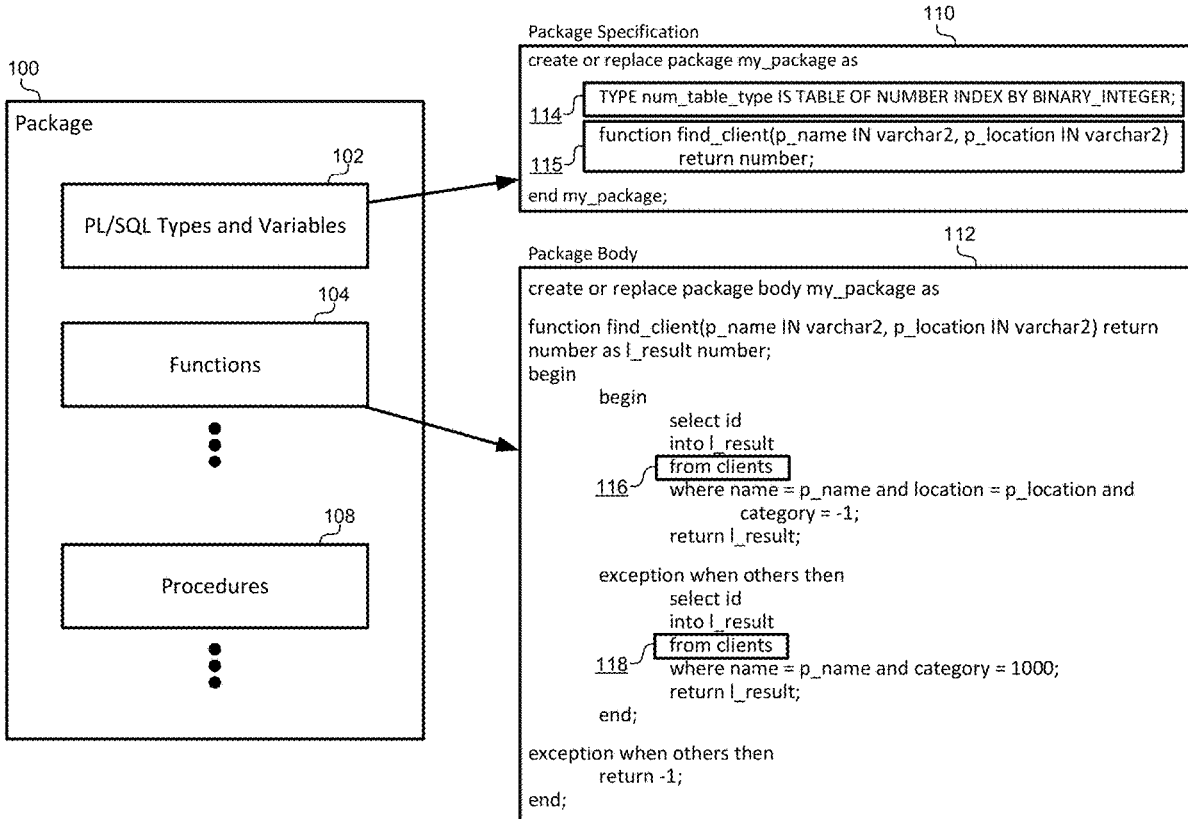 100
Package
102
PL/SQL Types and Variables
104
Functions
108
Procedures
110
Package Specification
create or replace package my_package as
114
TYPE num_table_type IS TABLE OF NUMBER INDEX BY BINARY_INTEGER;
115
function find_client(p_name IN varchar2, p_location IN varchar2)
return number;
end my_package;
112
Package Body
create or replace package body my_package as
function find_client(p_name IN varchar2, p_location IN varchar2) return
number as l_result number;
begin
begin
select id
into l_result
116
from clients
where name = p_name and location = p_location and
category = -1;
return l_result;
exception when others then
select id
into l_result
118
from clients
where name = p_name and category = 1000;
return l_result;
end;
exception when others then
return -1;
end;